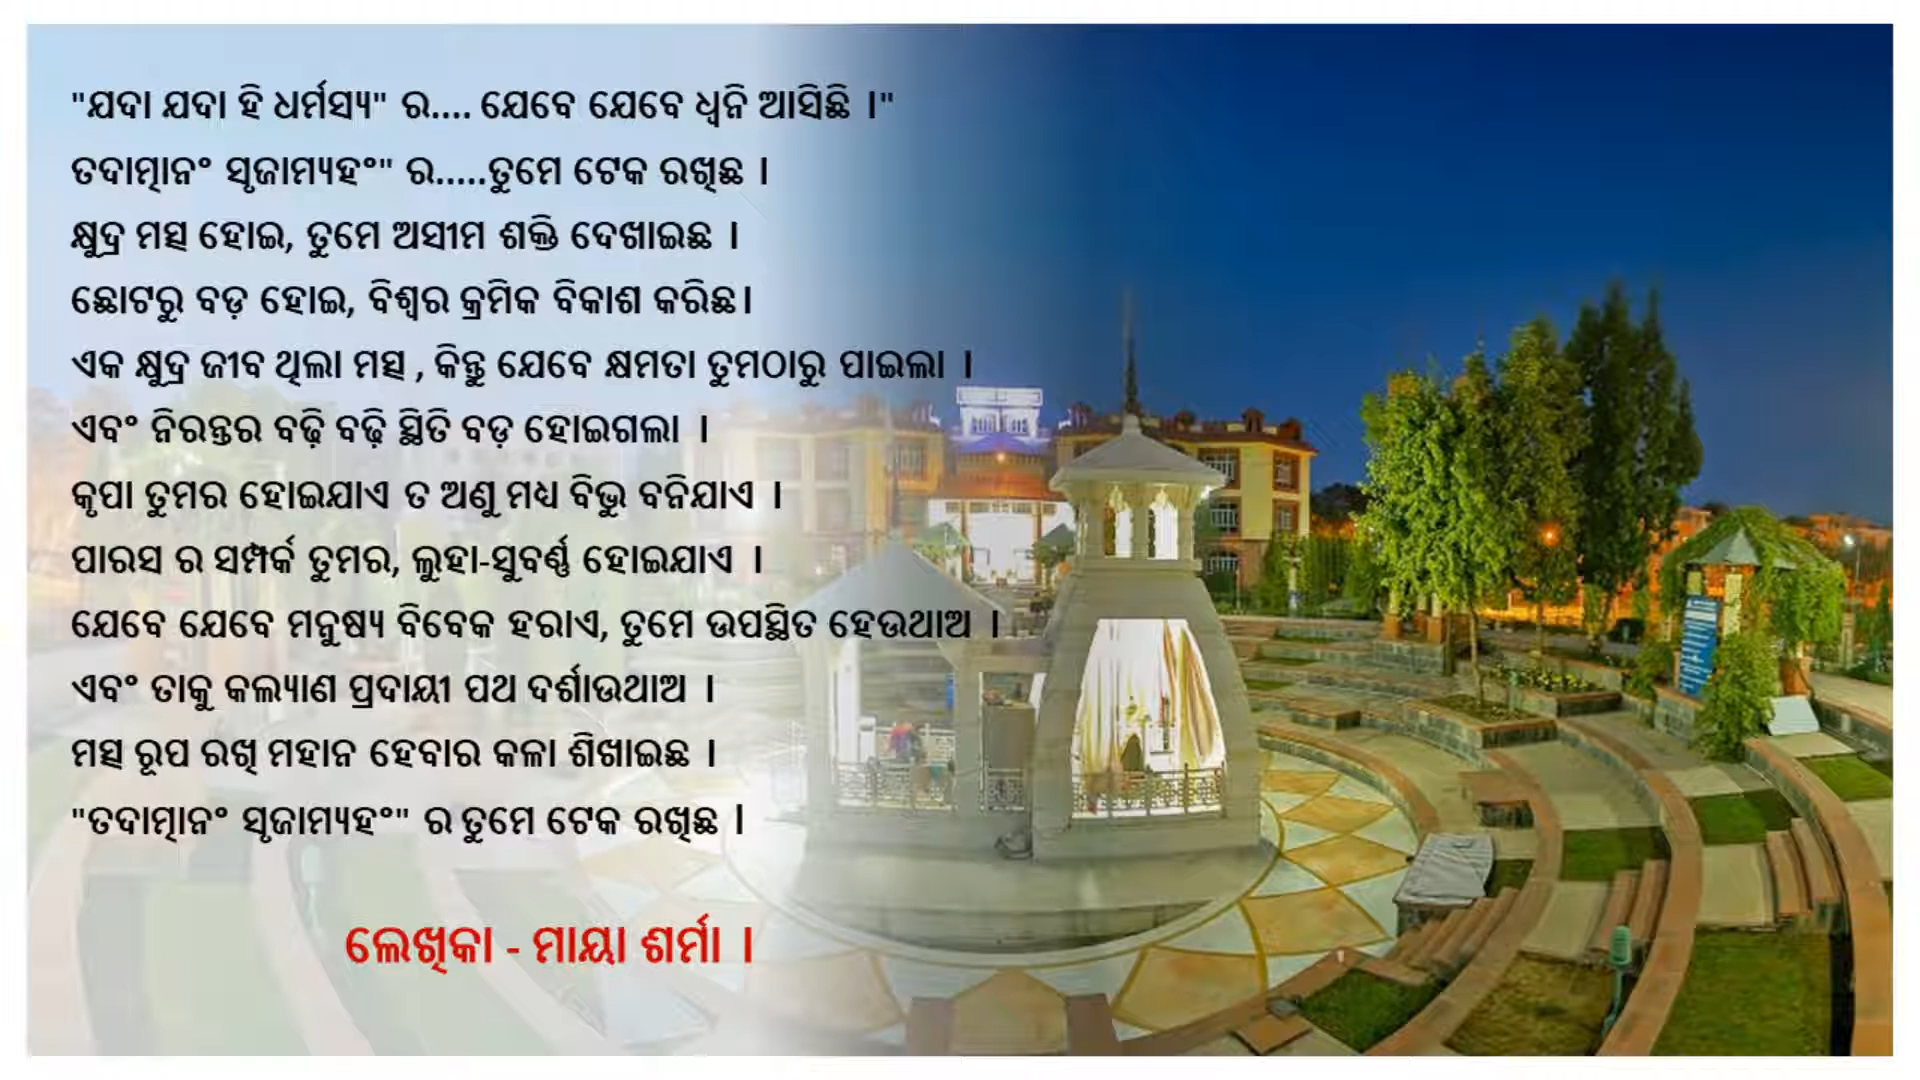 "ଯଦା ଯଦା ହି ଧର୍ମସ୍ୟ" ର.... ଯେବେ ଯେବେ ଧ୍ୱନି ଆସିଛି ।"
ତଦାତ୍ମାନଂ ସୃଜାମ୍ୟହଂ" ର.....ତୁମେ ଟେକ ରଖିଛ ।
କ୍ଷୁଦ୍ର ମତ୍ସ ହୋଇ, ତୁମେ ଅସୀମ ଶକ୍ତି ଦେଖାଇଛ ।
ଛୋଟରୁ ବଡ଼ ହୋଇ, ବିଶ୍ୱର କ୍ରମିକ ବିକାଶ କରିଛ।
ଏକ କ୍ଷୁଦ୍ର ଜୀବ ଥିଲା ମତ୍ସ , କିନ୍ତୁ ଯେବେ କ୍ଷମତା ତୁମଠାରୁ ପାଇଲା ।
ଏବଂ ନିରନ୍ତର ବଢ଼ି ବଢ଼ି ସ୍ଥିତି ବଡ଼ ହୋଇଗଲା ।
କୃପା ତୁମର ହୋଇଯାଏ ତ ଅଣୁ ମଧ୍ୟ ବିଭୁ ବନିଯାଏ ।
ପାରସ ର ସମ୍ପର୍କ ତୁମର, ଲୁହା-ସୁବର୍ଣ୍ଣ ହୋଇଯାଏ ।
ଯେବେ ଯେବେ ମନୁଷ୍ୟ ବିବେକ ହରାଏ, ତୁମେ ଉପସ୍ଥିତ ହେଉଥାଅ ।
ଏବଂ ତାକୁ କଲ୍ୟାଣ ପ୍ରଦାୟୀ ପଥ ଦର୍ଶାଉଥାଅ ।
ମତ୍ସ ରୂପ ରଖି ମହାନ ହେବାର କଳା ଶିଖାଇଛ ।
"ତଦାତ୍ମାନଂ ସୃଜାମ୍ୟହଂ" ର ତୁମେ ଟେକ ରଖିଛ ।
ଲେଖିକା - ମାୟା ଶର୍ମା ।